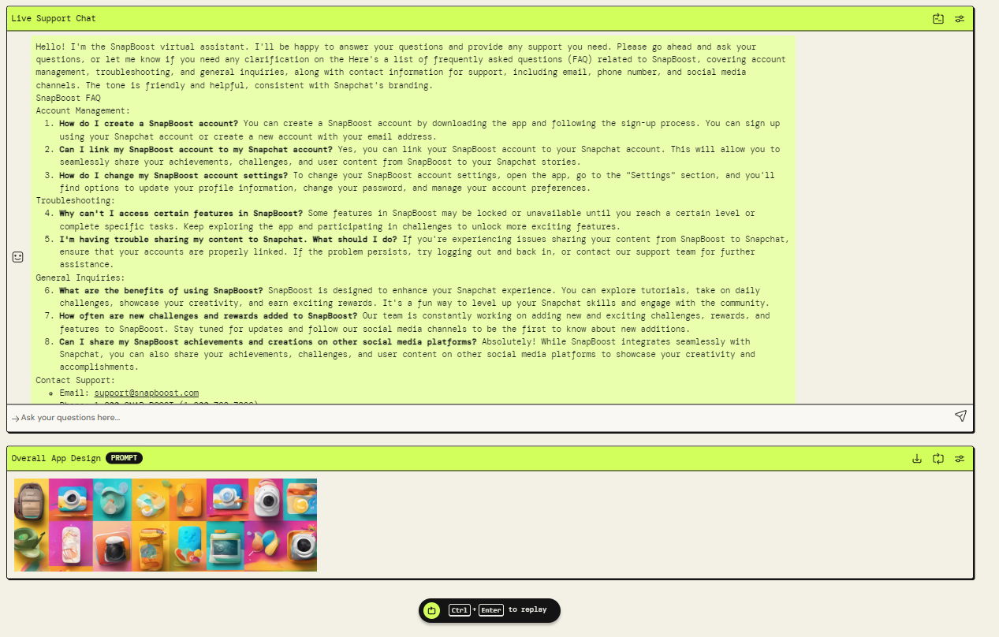 Live Support Chat
Hello! I'm the SnapBoost virtual assistant. I'll be happy to answer your questions and provide any support you need. Please go ahead and ask your
questions, or let me know if you need any clarification on the Here's a list of frequently asked questions (FAQ) related to SnapBoost, covering account
management, troubleshooting, and general inquiries, along with contact information for support, including email, phone number, and social media
channels. The tone is friendly and helpful, consistent with Snapchat's branding.
SnapBoost FAQ
Account Management:
1. How do I create a SnapBoost account? You can create a SnapBoost account by downloading the app and following the sign-up process. You can sign up
using your Snapchat account or create a new account with your email address.
2. Can I link my SnapBoost account to my Snapchat account? Yes, you can link your SnapBoost account to your Snapchat account. This will allow you to
seamlessly share your achievements, challenges, and user content from SnapBoost to your Snapchat stories.
3. How do I change my SnapBoost account settings? To change your SnapBoost account settings, open the app, go to the "Settings" section, and you'll
find options to update your profile information, change your password, and manage your account preferences.
Troubleshooting:
4. Why can't I access certain features in SnapBoost? Some features in SnapBoost may be locked or unavailable until you reach a certain level or
complete specific tasks. Keep exploring the app and participating in challenges to unlock more exciting features.
5. I'm having trouble sharing my content to Snapchat. What should I do? If you're experiencing issues sharing your content from SnapBoost to Snapchat,
ensure that your accounts are properly linked. If the problem persists, try logging out and back in, or contact our support team for further
assistance.
General Inquiries:
6. What are the benefits of using SnapBoost? SnapBoost is designed to enhance your Snapchat experience. You can explore tutorials, take on daily
challenges, showcase your creativity, and earn exciting rewards. It's a fun way to level up your Snapchat skills and engage with the community.
7. How often are new challenges and rewards added to SnapBoost? Our team is constantly working on adding new and exciting challenges, rewards, and
features to SnapBoost. Stay tuned for updates and follow our social media channels to be the first to know about new additions.
8. Can I share my SnapBoost achievements and creations on other social media platforms? Absolutely! While SnapBoost integrates seamlessly with
Snapchat, you can also share your achievements, challenges, and user content on other social media platforms to showcase your creativity and
accomplishments.
Contact Support:
Email: support@snapboost.com
Ask your questions here...
Overall App Design PROMPT
Ctrl + Enter to replay